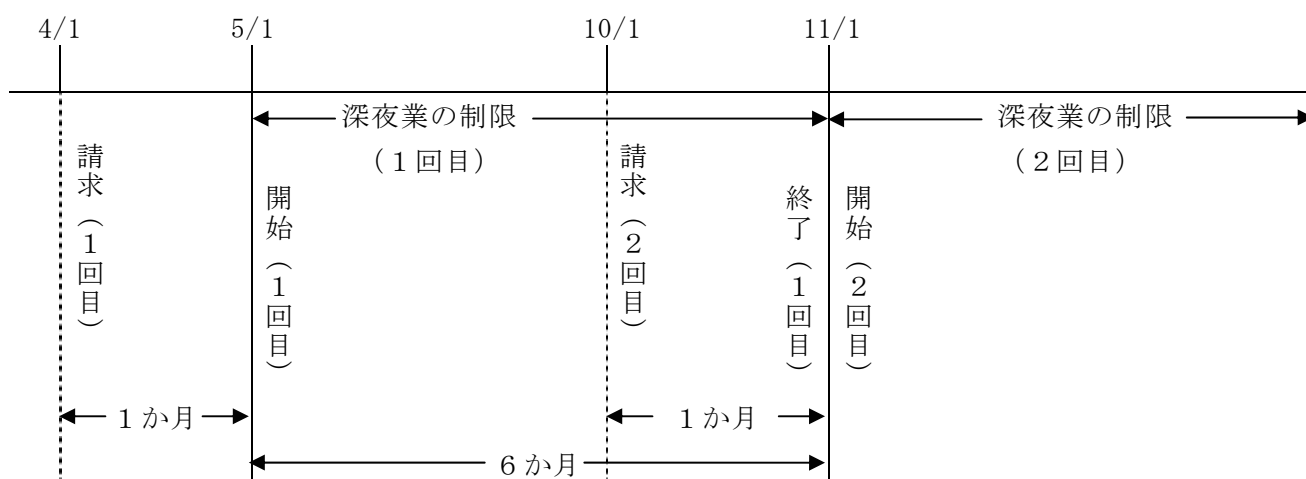 4/1
5/1
10/1
11/1
深夜業の制限
(1回目)
深夜業の制限
(2回目)
請求(1回目)
開始(1回目)
請求(2回目)
終了(1回目)
開始(2回目)
1か月
1か月
6か月